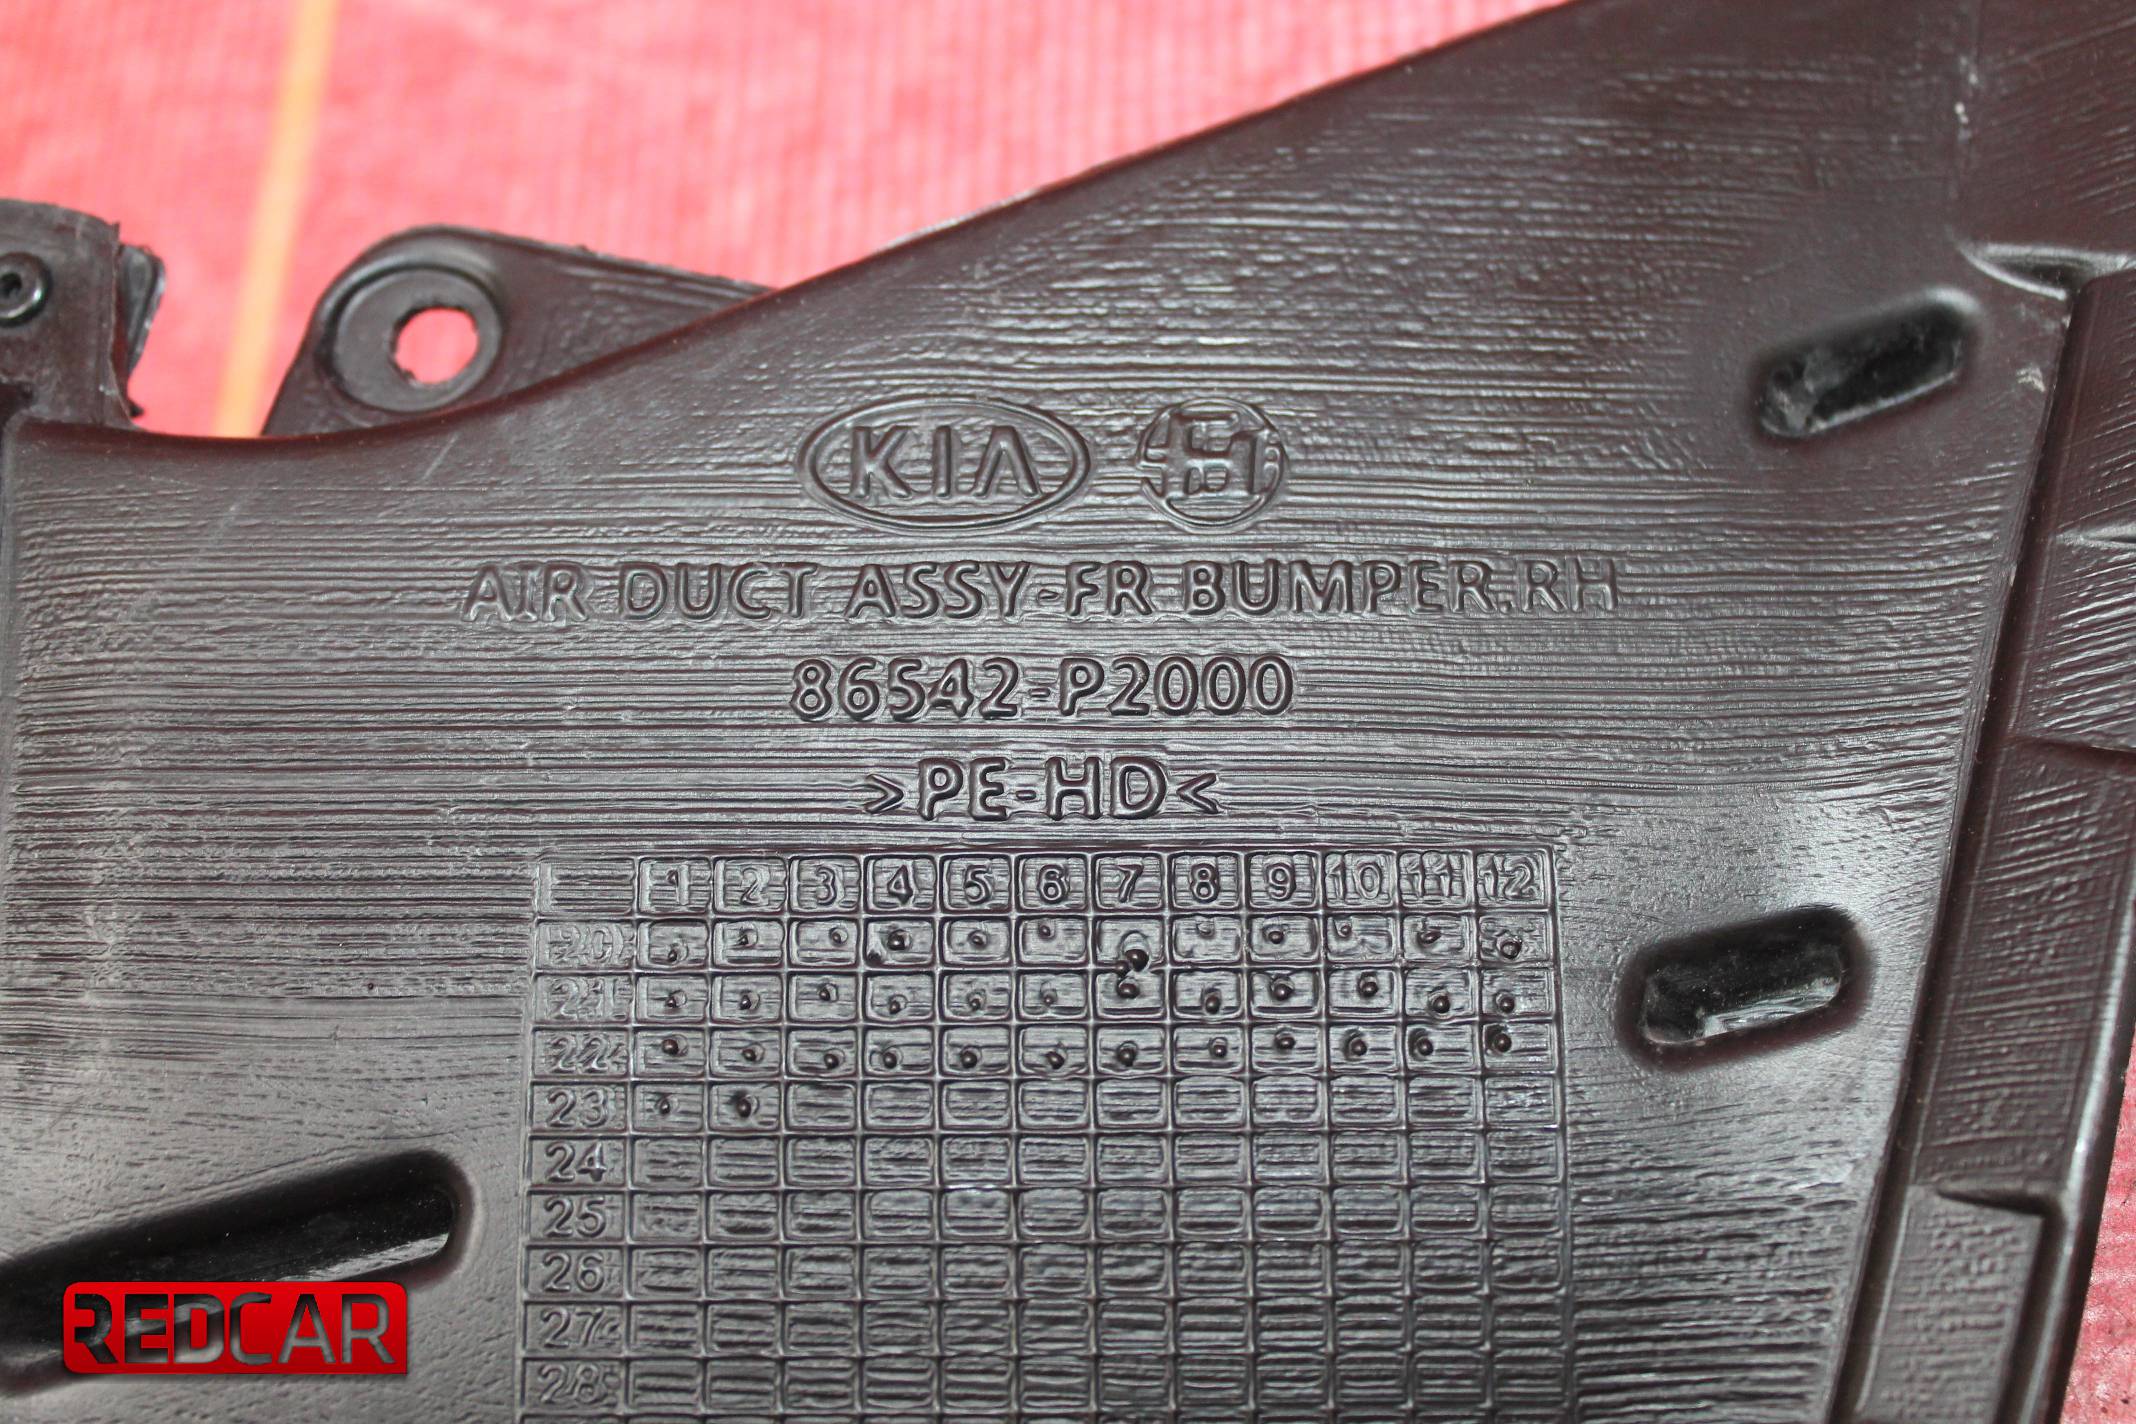 KIA
AIR DUCT ASSY-FR BUMPER.RH
86542-P2000
>PE-HD<
1 2 3 4 5 6 7 8 9 10 11 12
20
21
22
23
24
25
26
27
28
REDCAR